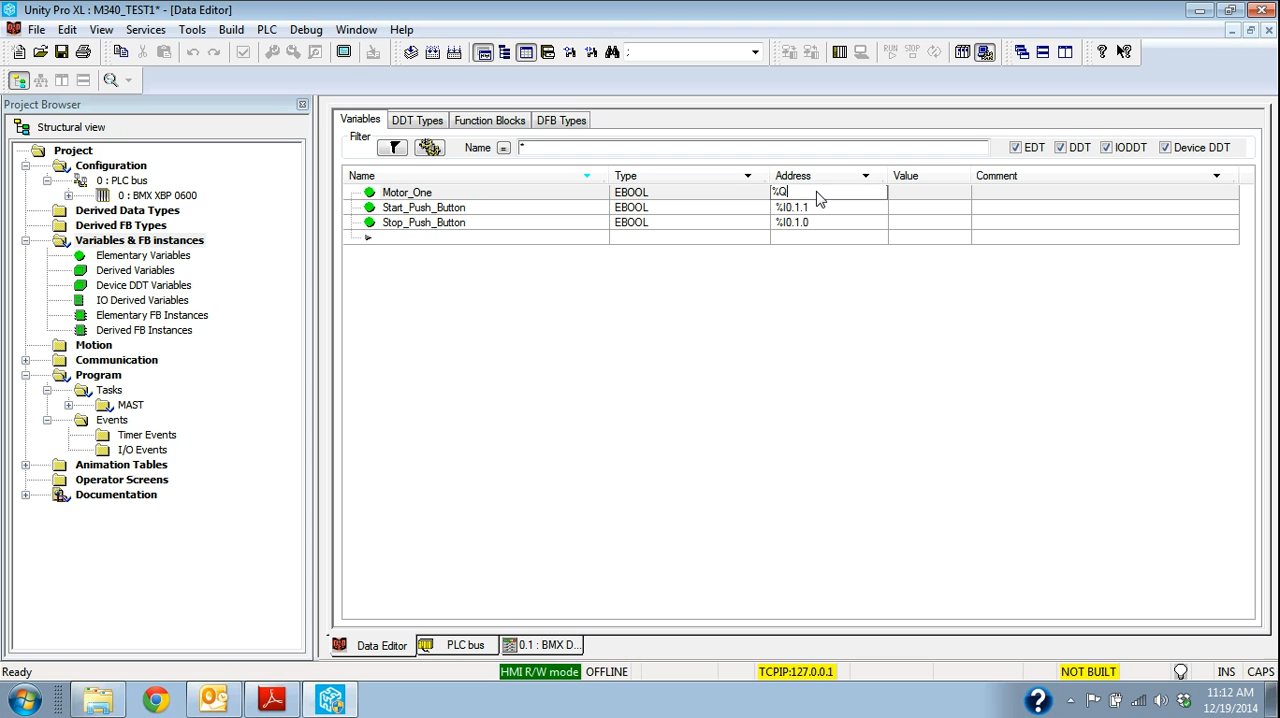 Unity Pro XL : M340_TEST1* - [Data Editor]
File Edit View Services Tools Build PLC Debug Window Help
Project Browser
Structural view
Project
Configuration
0 : PLC bus
0 : BMX XBP 0600
Derived Data Types
Derived FB Types
Variables & FB instances
Elementary Variables
Derived Variables
Device DDT Variables
IO Derived Variables
Elementary FB Instances
Derived FB Instances
Motion
Communication
Program
Tasks
MAST
Events
Timer Events
I/O Events
Animation Tables
Operator Screens
Documentation
Variables DDT Types Function Blocks DFB Types
Filter
Name = * EDT DDT IODDT Device DDT
Name Type Address Value Comment
Motor_One EBOOL %Q
Start_Push_Button EBOOL %I0.1.1
Stop_Push_Button EBOOL %I0.1.0
Data Editor PLC bus 0.1 : BMX D...
Ready HMI R/W mode OFFLINE TCPIP:127.0.0.1 NOT BUILT INS CAPS
11:12 AM
12/19/2014